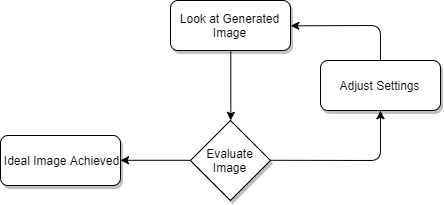 Look at Generated
Image
Adjust Settings
Evaluate
Image
Ideal Image Achieved